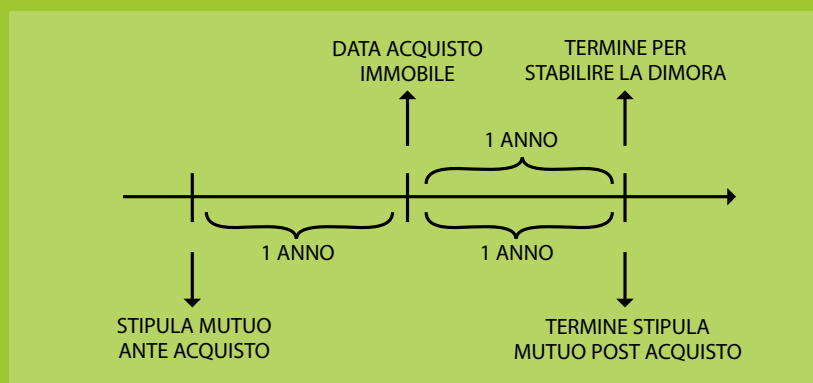 DATA ACQUISTO
IMMOBILE
TERMINE PER
STABILIRE LA DIMORA
1 ANNO
1 ANNO
1 ANNO
STIPULA MUTUO
ANTE ACQUISTO
TERMINE STIPULA
MUTUO POST ACQUISTO